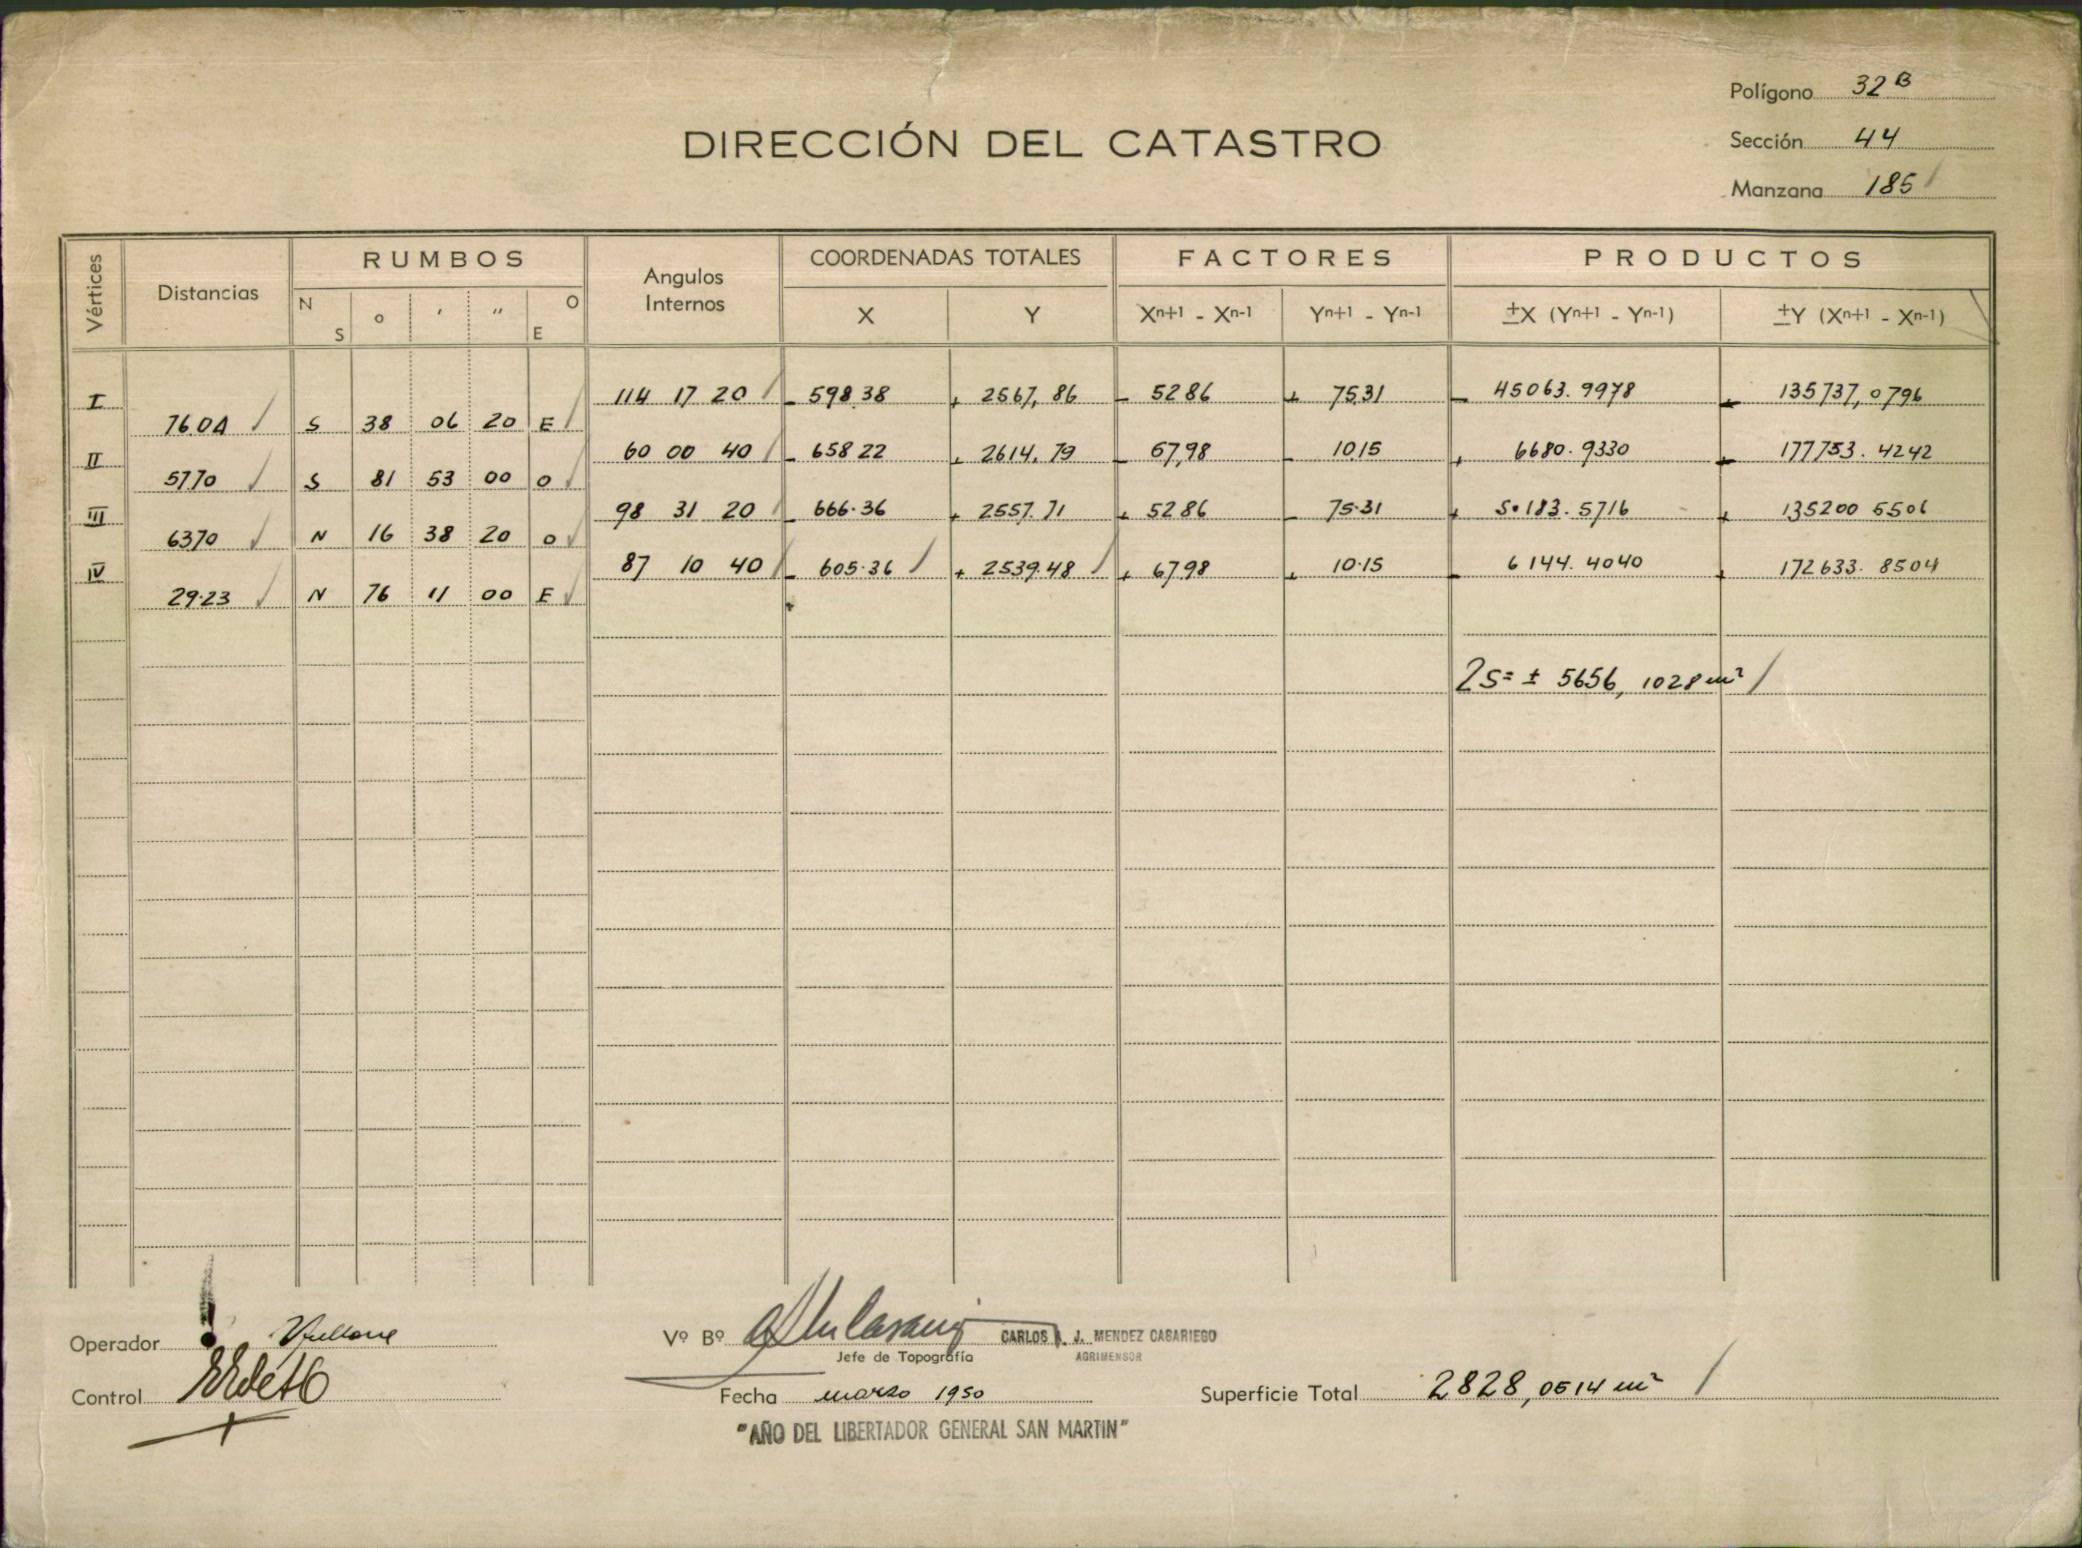 Polígono 32 B
DIRECCIÓN DEL CATASTRO
Sección 44
Manzana 185
Vértices Distancias RUMBOS Angulos Internos COORDENADAS TOTALES FACTORES PRODUCTOS
N S o ' " O E X Y Xn+1 - Xn-1 Yn+1 - Yn-1 ±X (Yn+1 - Yn-1) ±Y (Xn+1 - Xn-1)
I 114 17 20 - 598.38 + 2567,86 - 52 86 + 75.31 - 45063.9978 - 135737,0796
76.04 S 38 06 20 E
II 60 00 40 - 658 22 + 2614.79 - 67,98 - 10.15 + 6680.9330 - 177753.4242
57.70 S 81 53 00 O
III 98 31 20 - 666.36 + 2557.71 + 52 86 - 75.31 + 50183.5716 + 135200 5506
63.70 N 16 38 20 O
IV 87 10 40 - 605.36 + 2539.48 + 67.98 + 10.15 - 6144.4040 + 172633.8504
29.23 N 76 11 00 E
2S = ± 5656,1028 m²
Operador
Vº Bº CARLOS A. J. MENDEZ CASARIEGO
Jefe de Topografía AGRIMENSOR
Control
Fecha marzo 1950
Superficie Total 2828,0514 m²
"AÑO DEL LIBERTADOR GENERAL SAN MARTIN"